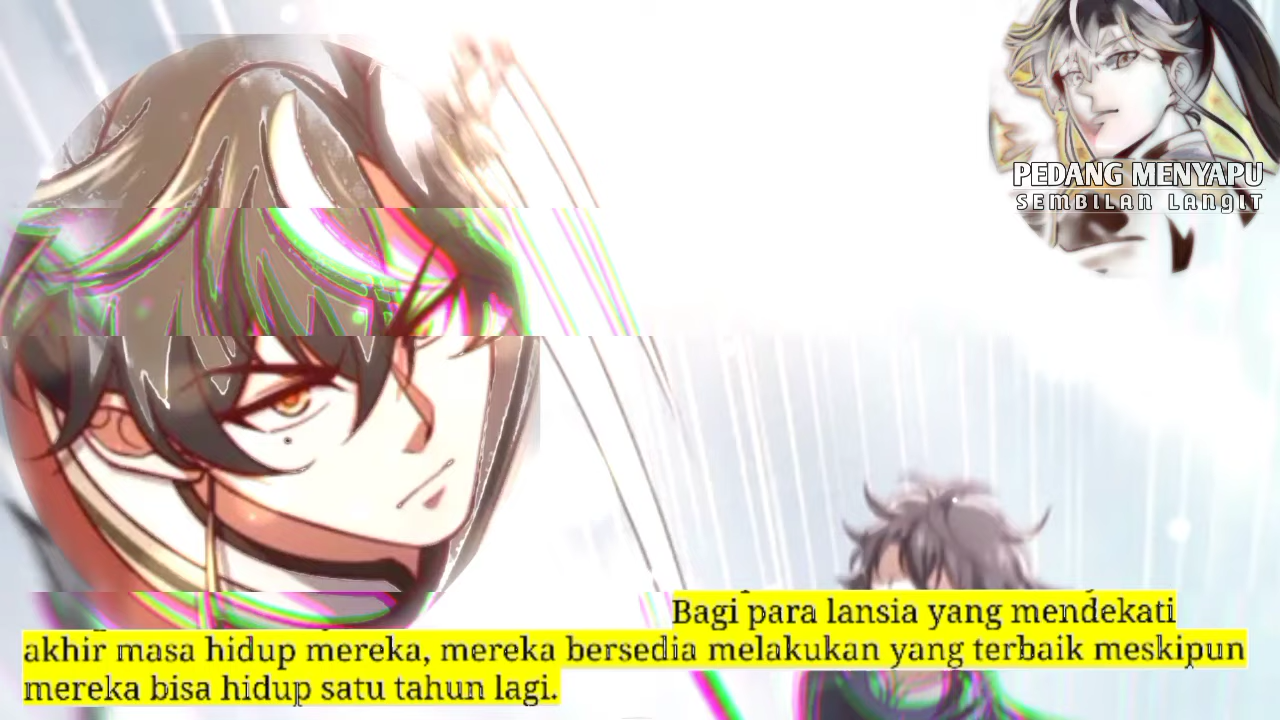 PEDANG MENYAPU
SEMBILAN LANGIT
Bagi para lansia yang mendekati
akhir masa hidup mereka, mereka bersedia melakukan yang terbaik meskipun
mereka bisa hidup satu tahun lagi.